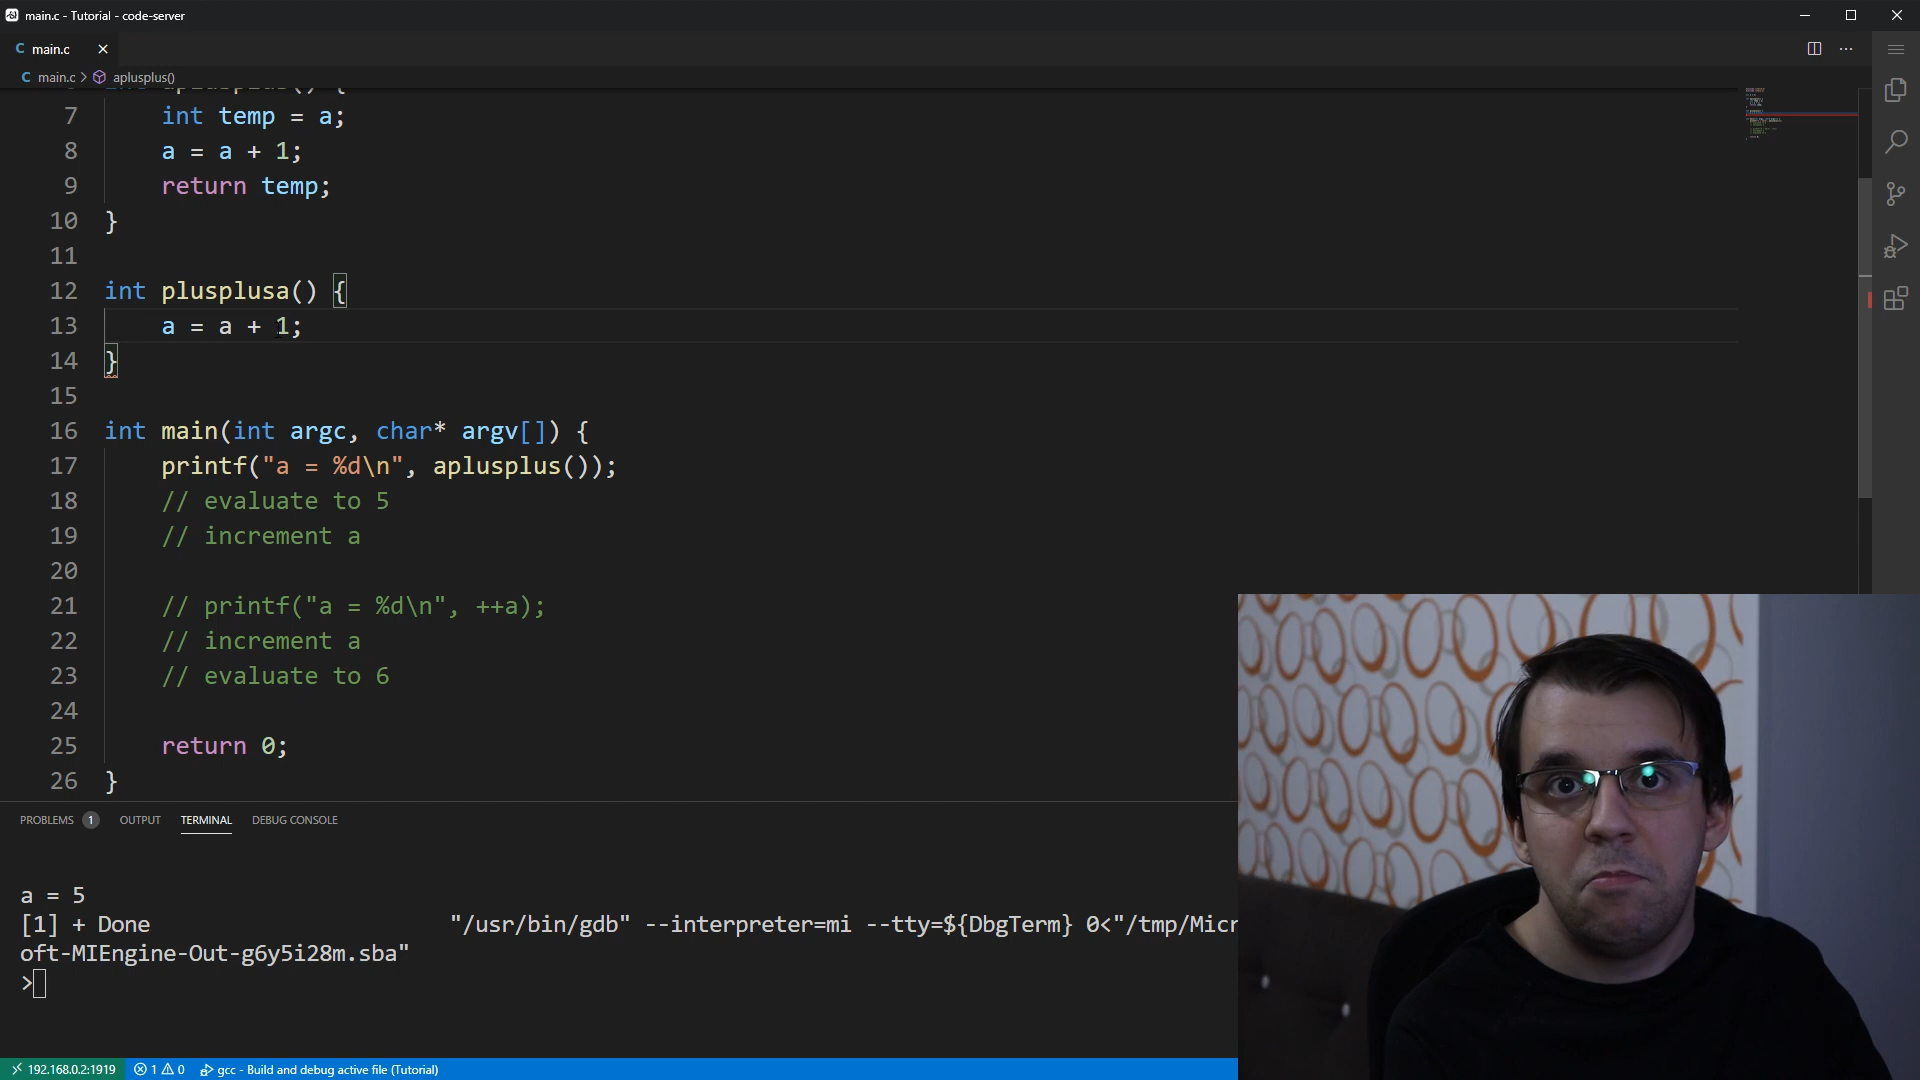 main.c - Tutorial - code-server
main.c
main.c > aplusplus()
7 int temp = a;
8 a = a + 1;
9 return temp;
10 }
11
12 int plusplusa() {
13 a = a + 1;
14 }
15
16 int main(int argc, char* argv[]) {
17 printf("a = %d\n", aplusplus());
18 // evaluate to 5
19 // increment a
20
21 // printf("a = %d\n", ++a);
22 // increment a
23 // evaluate to 6
24
25 return 0;
26 }
PROBLEMS 1 OUTPUT TERMINAL DEBUG CONSOLE
a = 5
[1] + Done "/usr/bin/gdb" --interpreter=mi --tty=${DbgTerm} 0<"/tmp/Micr
oft-MIEngine-Out-g6y5i28m.sba"
>
192.168.0.2:1919 1 0 gcc - Build and debug active file (Tutorial)